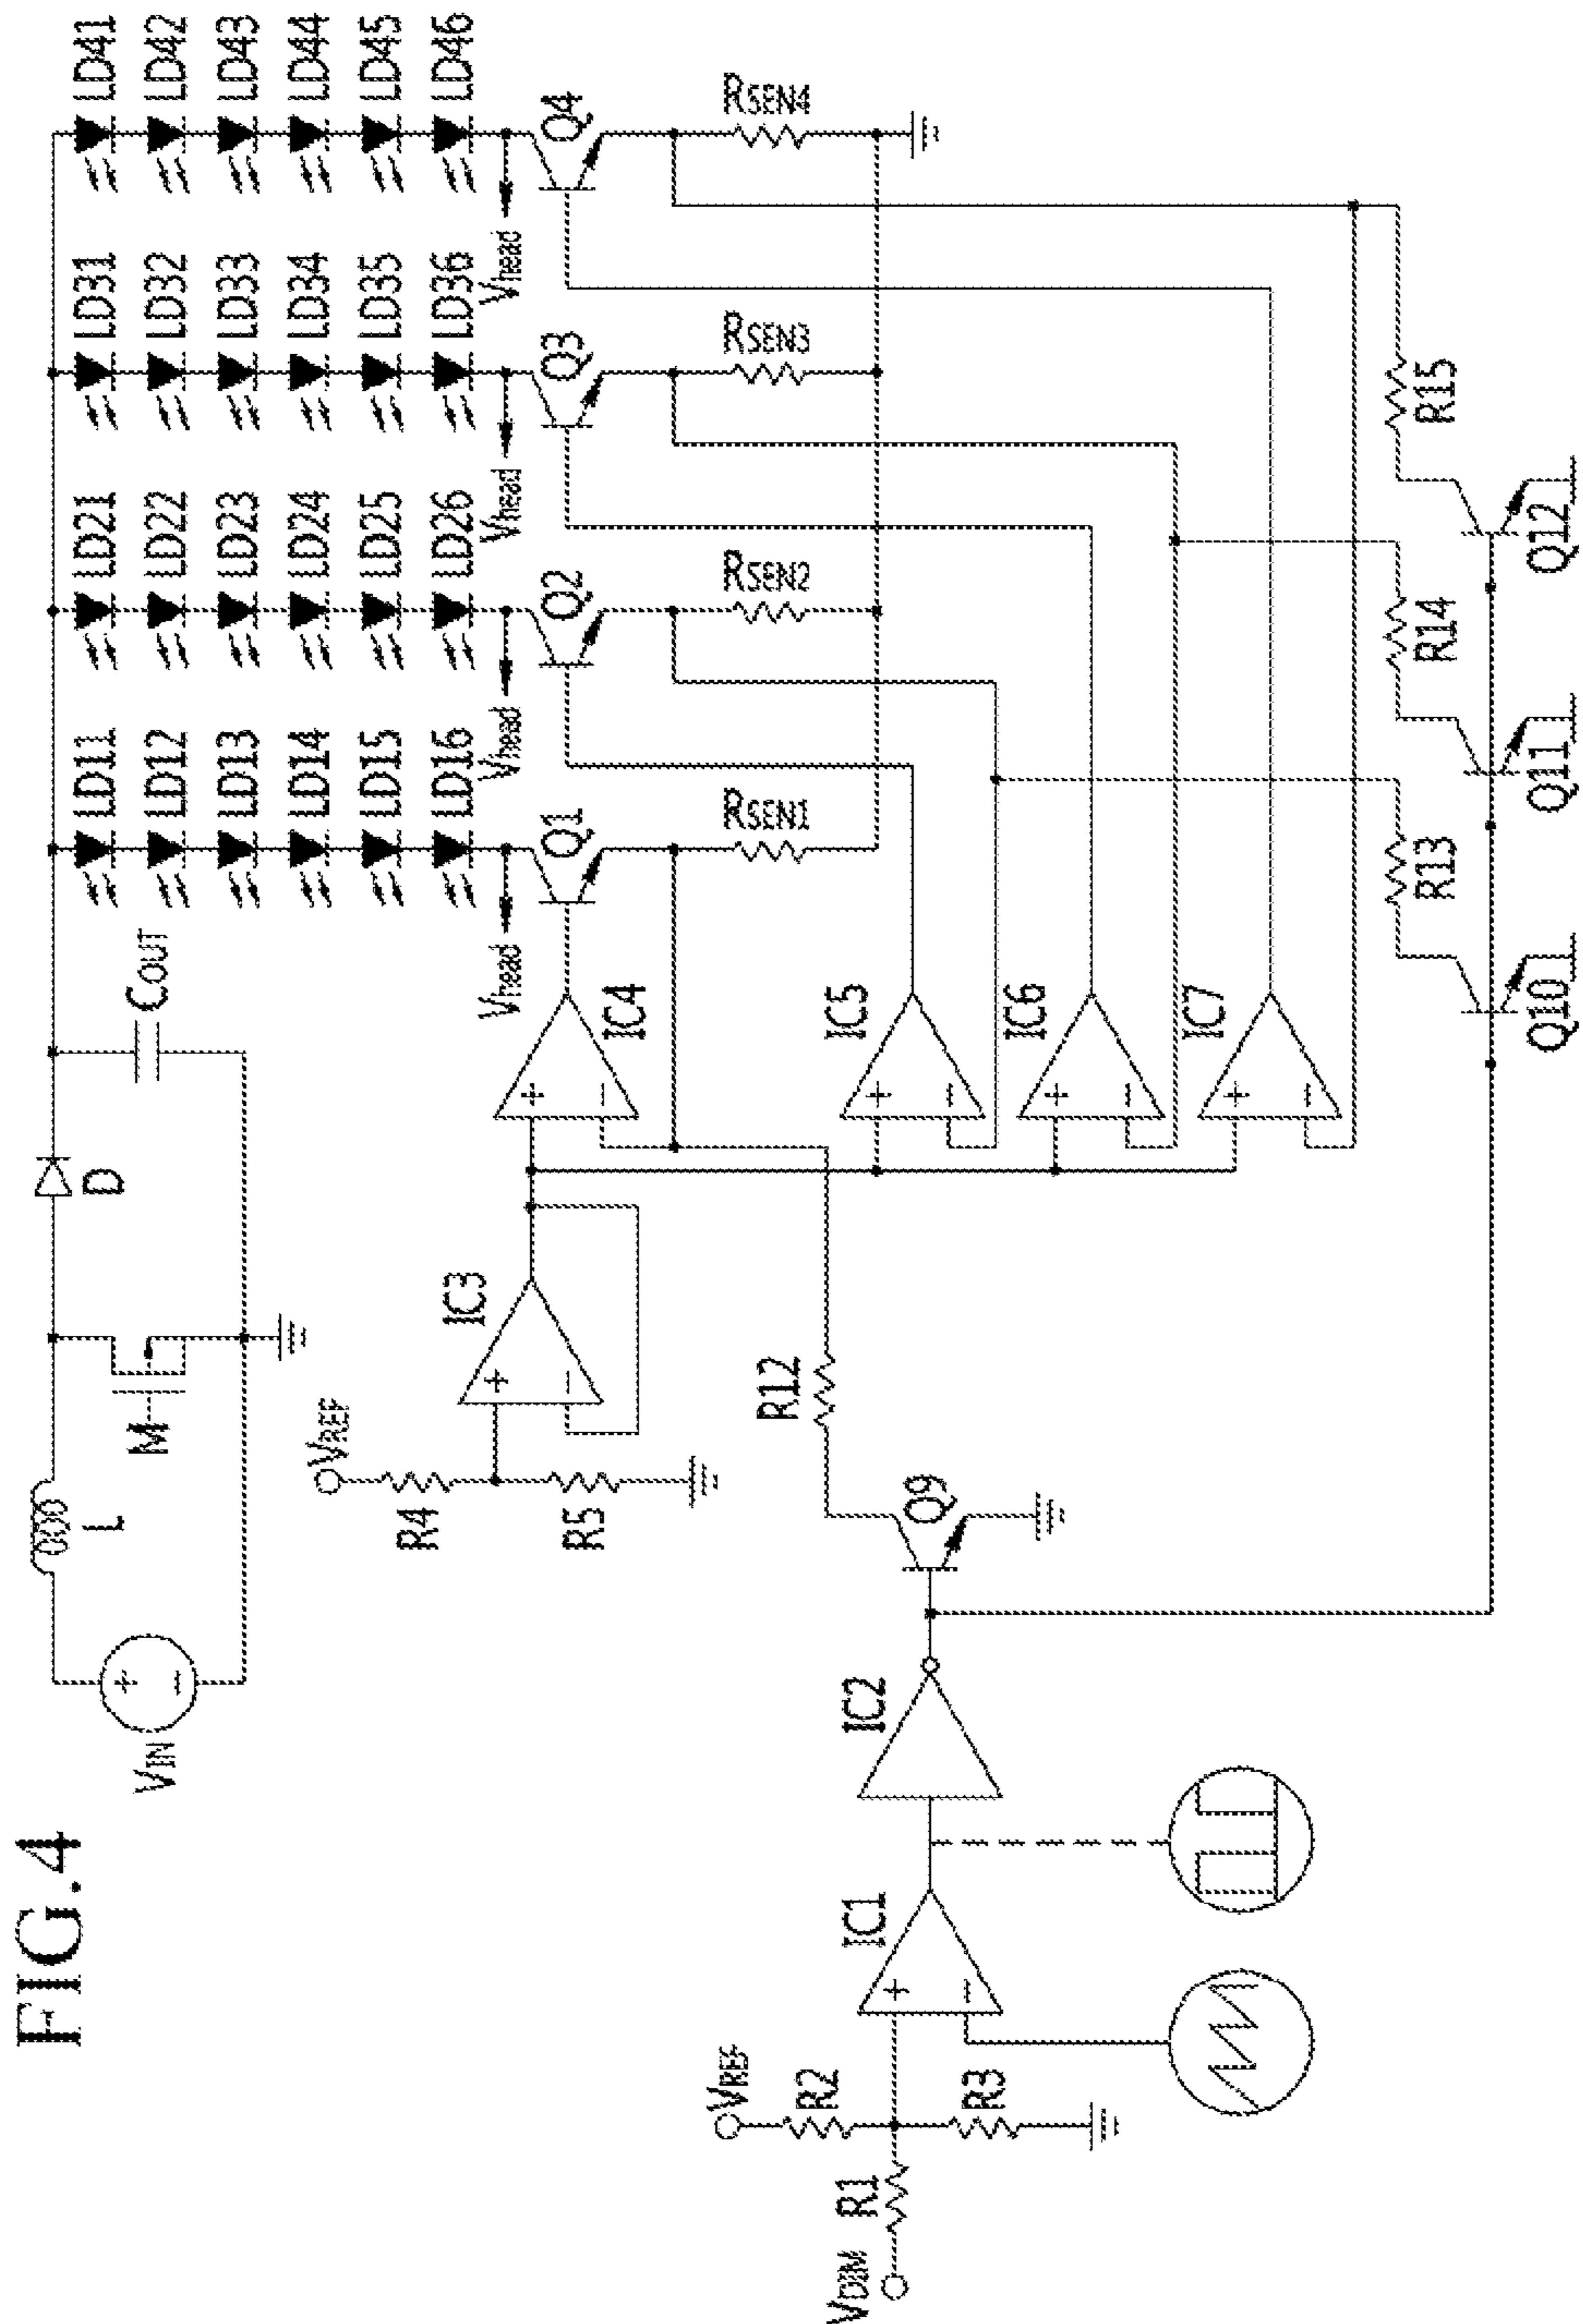 FIG.4
VIN
L
M
D
COUT
LD11
LD12
LD13
LD14
LD15
LD16
LD21
LD22
LD23
LD24
LD25
LD26
LD31
LD32
LD33
LD34
LD35
LD36
LD41
LD42
LD43
LD44
LD45
LD46
Vhead
Vhead
Vhead
Vhead
Q1
Q2
Q3
Q4
RSEN1
RSEN2
RSEN3
RSEN4
VREF
R4
R5
+
−
IC3
+
−
IC4
+
−
IC5
+
−
IC6
+
−
IC7
VREF
VDIM
R1
R2
R3
+
−
IC1
IC2
Q9
R12
R13
R14
R15
Q10
Q11
Q12
+
−